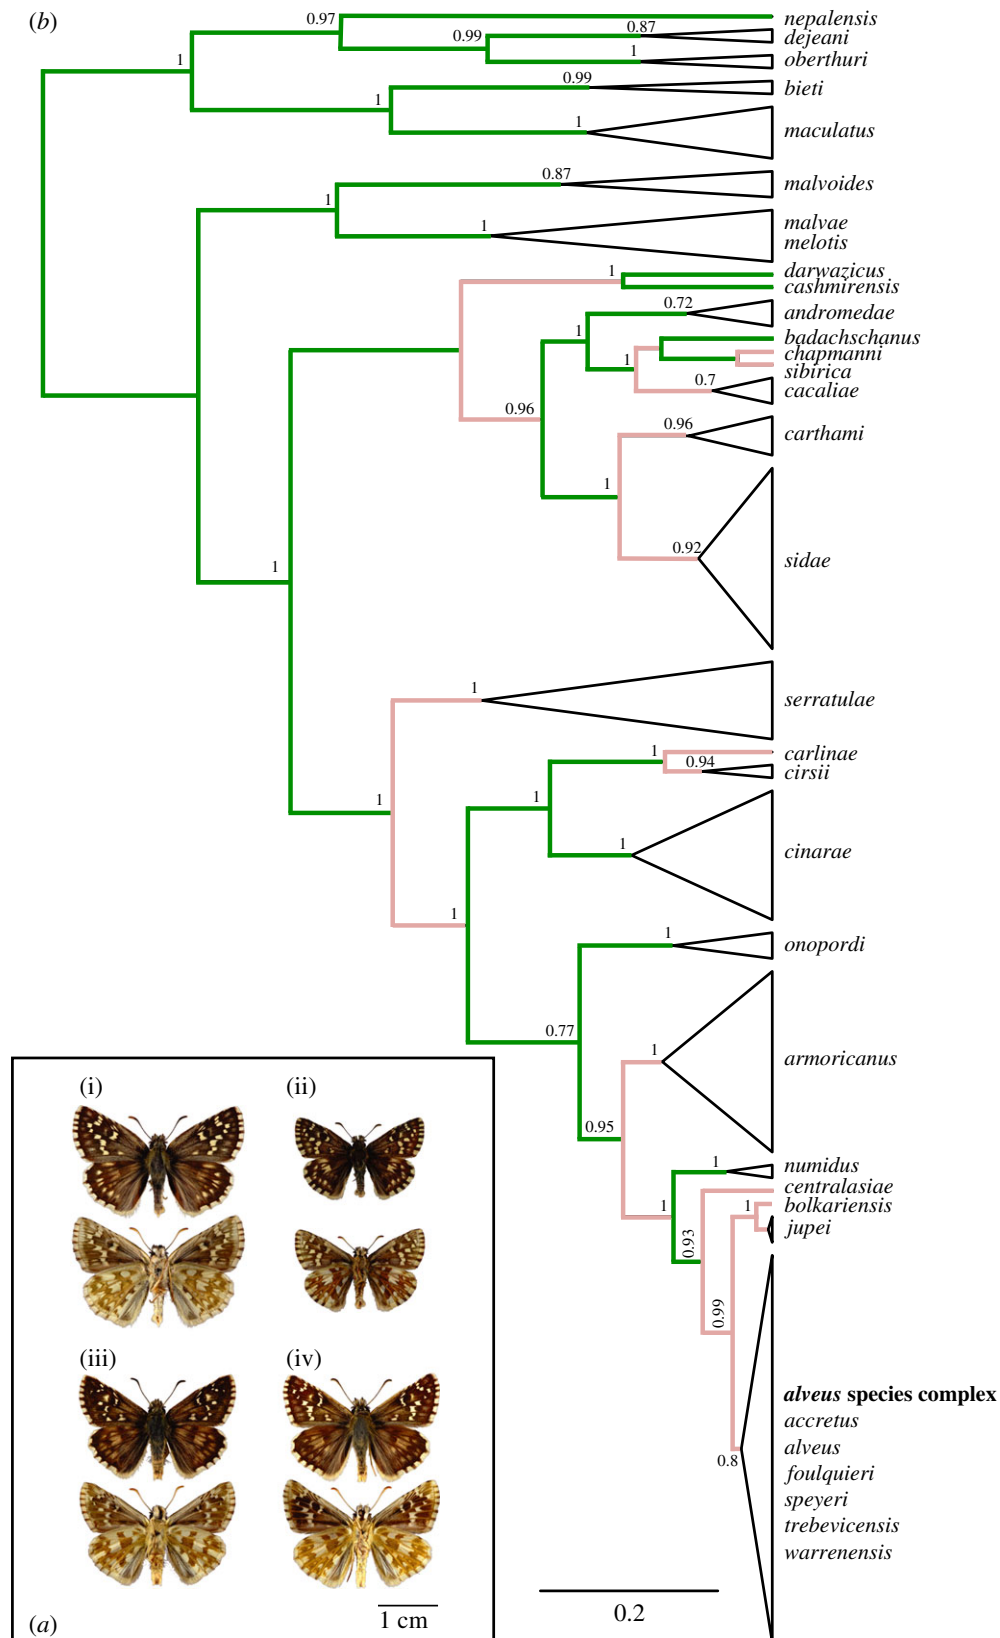 (b)
0.97
nepalensis
0.87
dejeani
0.99
1
oberthuri
1
0.99
bieti
1
1
maculatus
0.87
malvoides
1
1
malvae
melotis
1
darwazicus
cashmirensis
0.72
andromedae
1
badachschanus
1
chapmanni
sibirica
0.7
cacaliae
0.96
0.96
carthami
1
0.92
sidae
1
1
serratulae
1
carlinae
0.94
cirsii
1
1
1
cinarae
1
1
onopordi
0.77
1
armoricanus
0.95
1
numidus
centralasiae
1
1
bolkariensis
jupei
0.93
0.99
0.8
alveus species complex
accretus
alveus
foulquieri
speyeri
trebevicensis
warrenensis
0.2
(i)
(ii)
(iii)
(iv)
1 cm
(a)